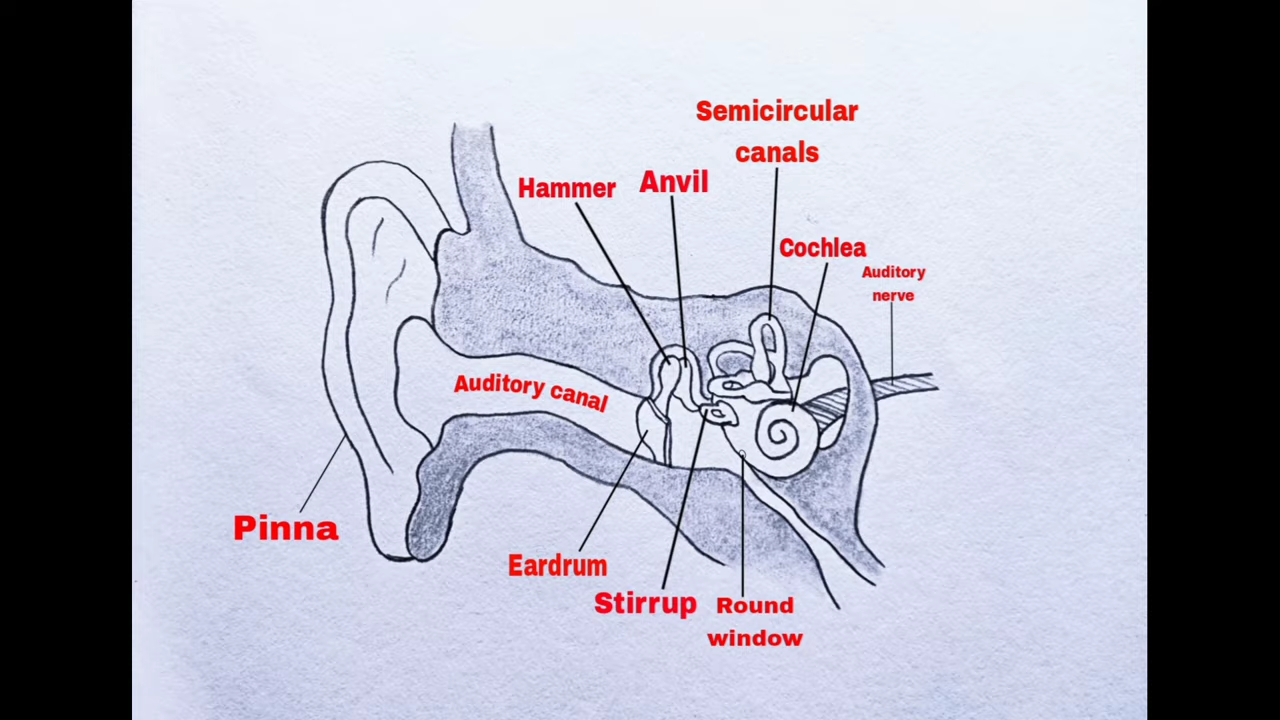 Semicircular
canals
Hammer
Anvil
Cochlea
Auditory
nerve
Auditory canal
Pinna
Eardrum
Stirrup
Round
window